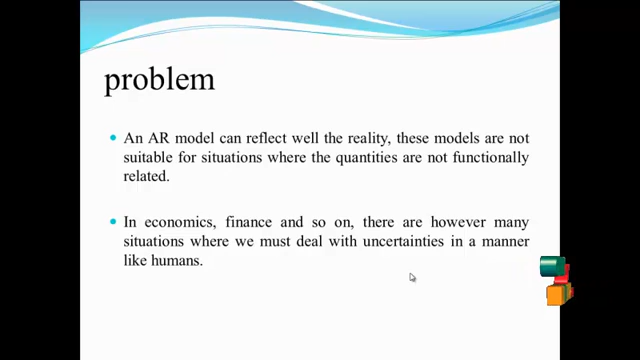 problem
An AR model can reflect well the reality, these models are not
suitable for situations where the quantities are not functionally
related.
In economics, finance and so on, there are however many
situations where we must deal with uncertainties in a manner
like humans.